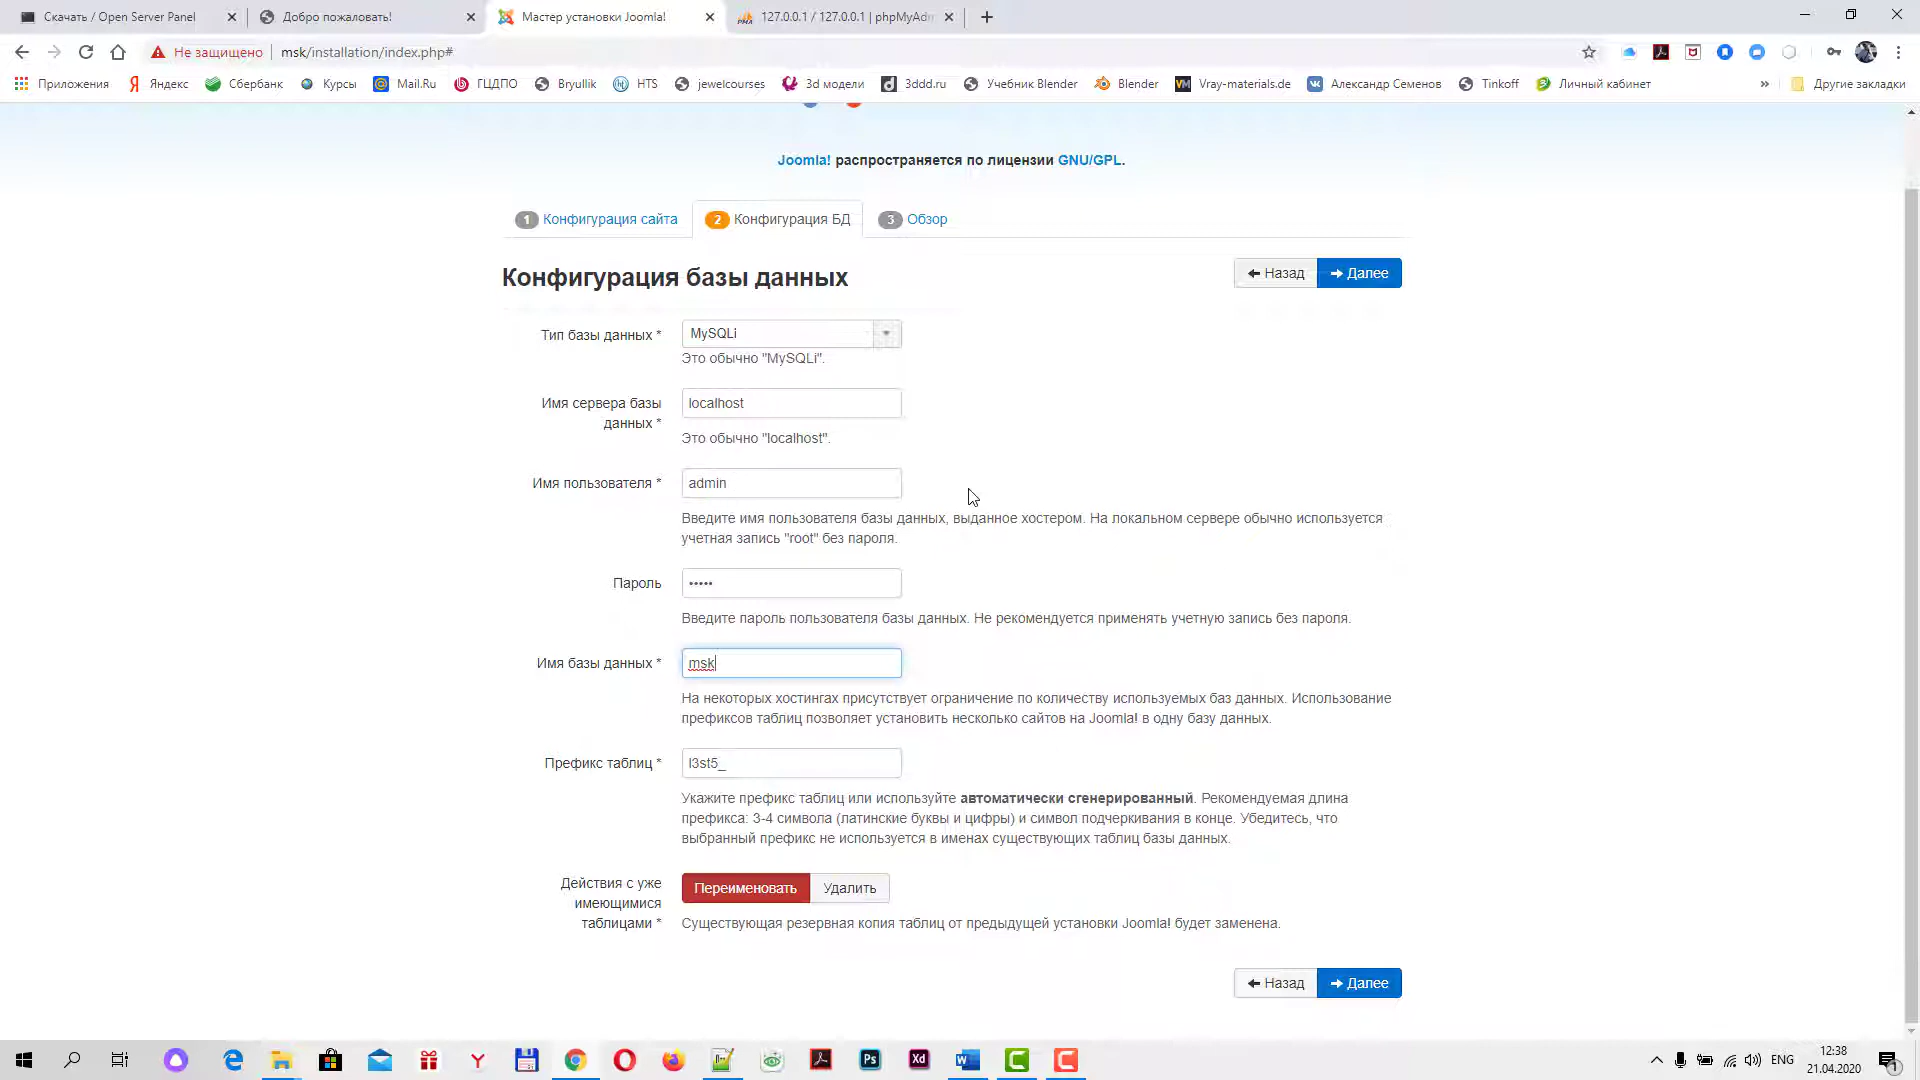 Скачать / Open Server Panel
Добро пожаловать!
Мастер установки Joomla!
127.0.0.1 / 127.0.0.1 | phpMyAdm
Не защищено
msk/installation/index.php#
Приложения
Яндекс
Сбербанк
Курсы
Mail.Ru
ГЦДПО
Bryullik
HTS
jewelcourses
3d модели
3ddd.ru
Учебник Blender
Blender
Vray-materials.de
Александр Семенов
Tinkoff
Личный кабинет
»
Другие закладки
Joomla! распространяется по лицензии GNU/GPL.
1 Конфигурация сайта
2 Конфигурация БД
3 Обзор
Конфигурация базы данных
Назад
Далее
Тип базы данных *
MySQLi
Это обычно "MySQLi".
Имя сервера базы
данных *
localhost
Это обычно "localhost".
Имя пользователя *
admin
Введите имя пользователя базы данных, выданное хостером. На локальном сервере обычно используется
учетная запись "root" без пароля.
Пароль
•••••
Введите пароль пользователя базы данных. Не рекомендуется применять учетную запись без пароля.
Имя базы данных *
msk
На некоторых хостингах присутствует ограничение по количеству используемых баз данных. Использование
префиксов таблиц позволяет установить несколько сайтов на Joomla! в одну базу данных.
Префикс таблиц *
l3st5_
Укажите префикс таблиц или используйте автоматически сгенерированный. Рекомендуемая длина
префикса: 3-4 символа (латинские буквы и цифры) и символ подчеркивания в конце. Убедитесь, что
выбранный префикс не используется в именах существующих таблиц базы данных.
Действия с уже
имеющимися
таблицами *
Переименовать
Удалить
Существующая резервная копия таблиц от предыдущей установки Joomla! будет заменена.
Назад
Далее
Ps
Xd
ENG
12:38
21.04.2020
1